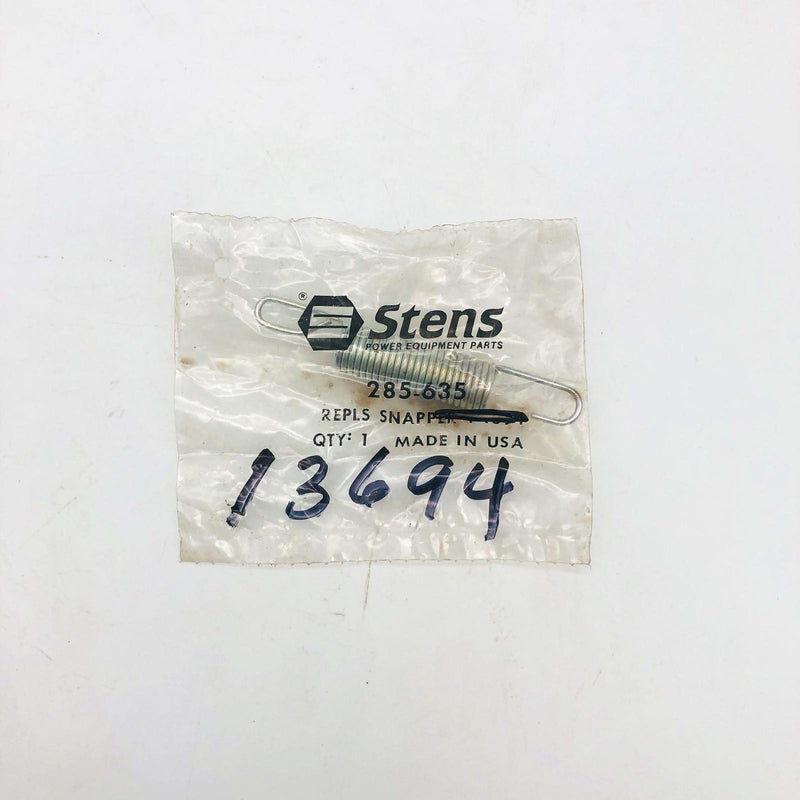 ® Stens
POWER EQUIPMENT PARTS
285-635
REPLS SNAPPER
QTY: 1 MADE IN USA
13694